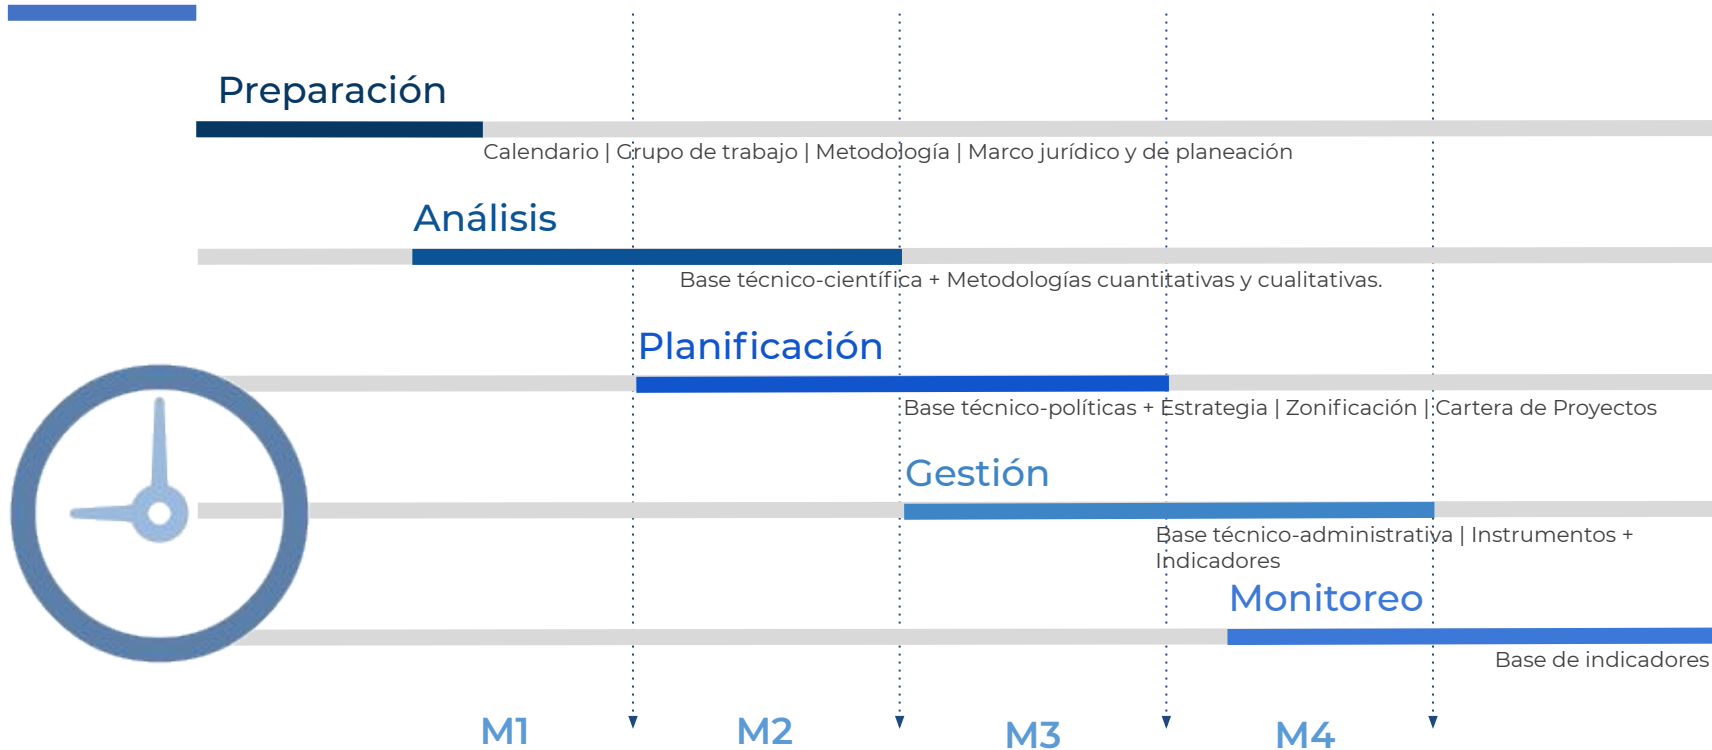 Preparación
Calendario | Grupo de trabajo | Metodología | Marco jurídico y de planeación
Análisis
Base técnico-científica + Metodologías cuantitativas y cualitativas.
Planificación
Base técnico-políticas + Estrategia | Zonificación | Cartera de Proyectos
Gestión
Base técnico-administrativa | Instrumentos +
Indicadores
Monitoreo
Base de indicadores
M1
M2
M3
M4